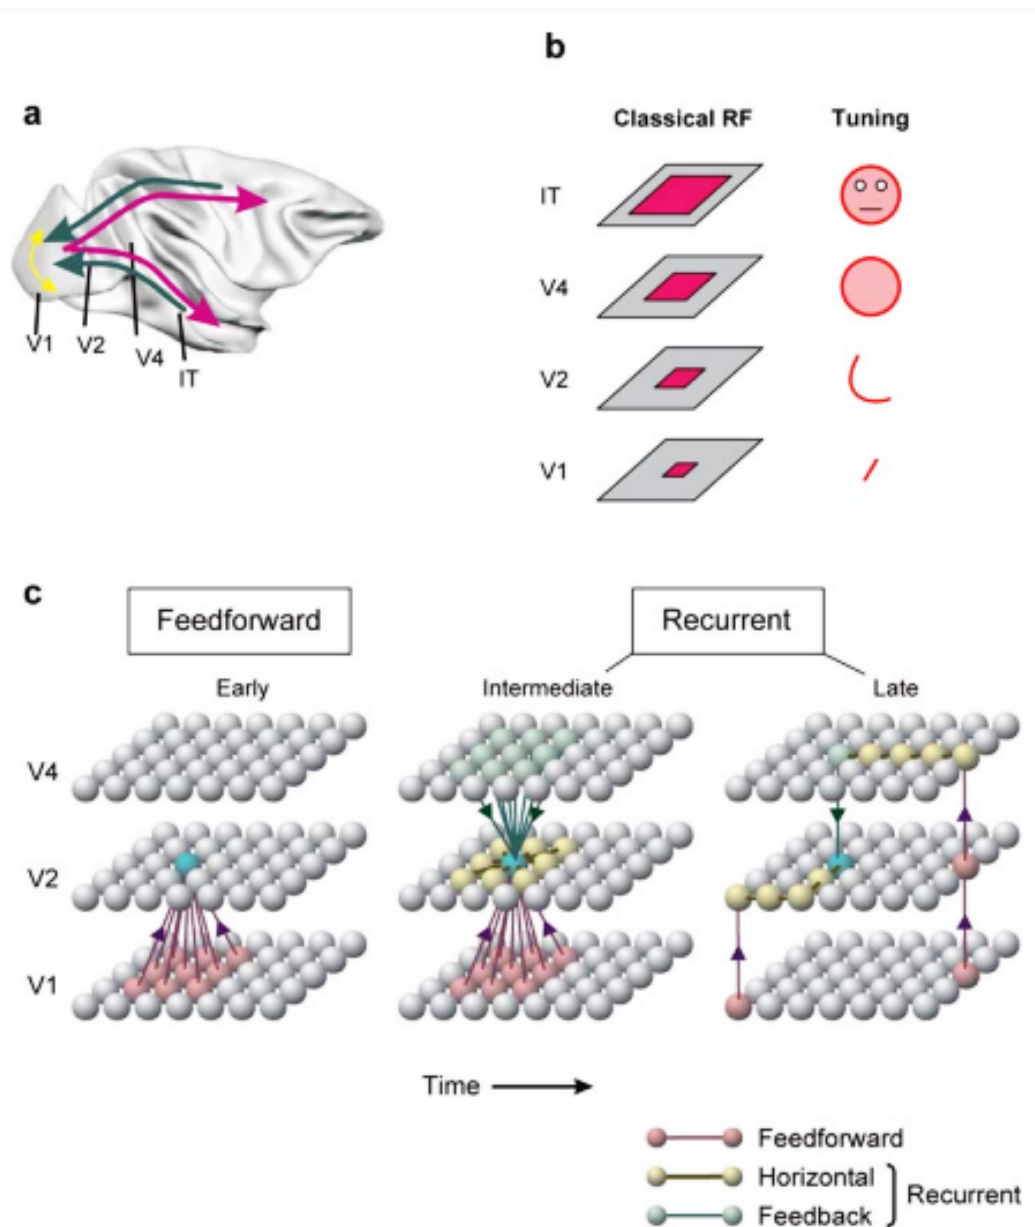 a
V1
V2
V4
IT
b
Classical RF Tuning
IT
V4
V2
V1
c
Feedforward
Recurrent
Early
Intermediate
Late
V4
V2
V1
Time
Feedforward
Horizontal
Feedback
Recurrent